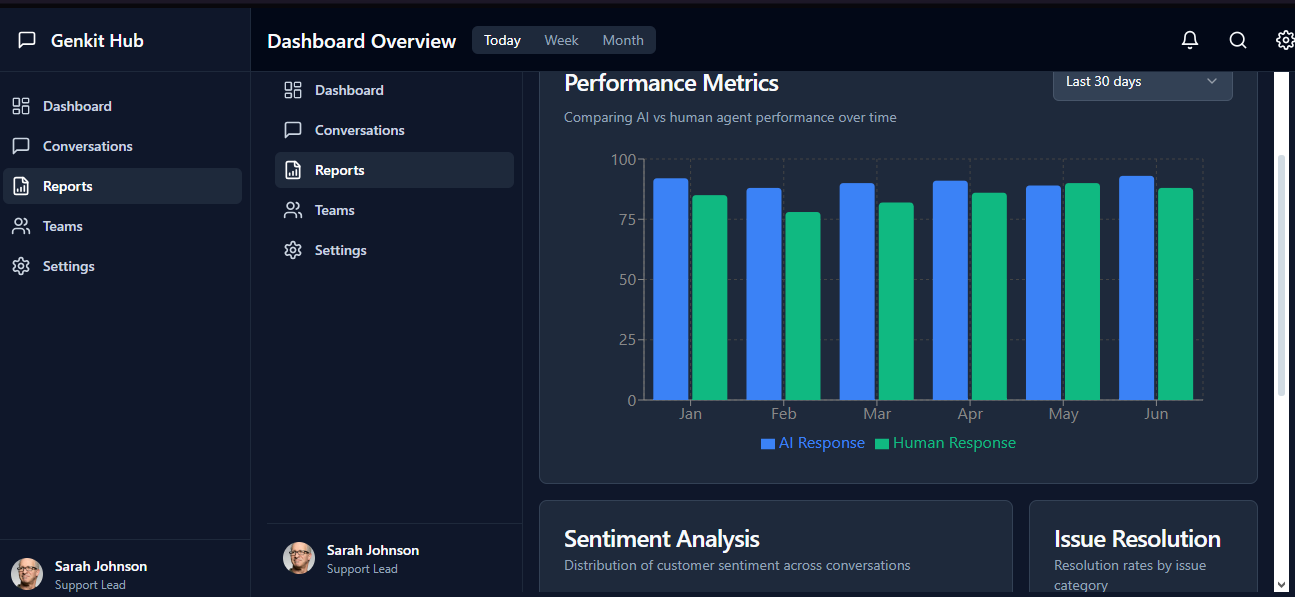 Genkit Hub
Dashboard
Conversations
Reports
Teams
Settings
Sarah Johnson
Support Lead
Dashboard Overview
Today Week Month
Dashboard
Conversations
Reports
Teams
Settings
Sarah Johnson
Support Lead
Performance Metrics
Last 30 days
Comparing AI vs human agent performance over time
100
75
50
25
0
Jan Feb Mar Apr May Jun
AI Response Human Response
Sentiment Analysis
Distribution of customer sentiment across conversations
Issue Resolution
Resolution rates by issue
category